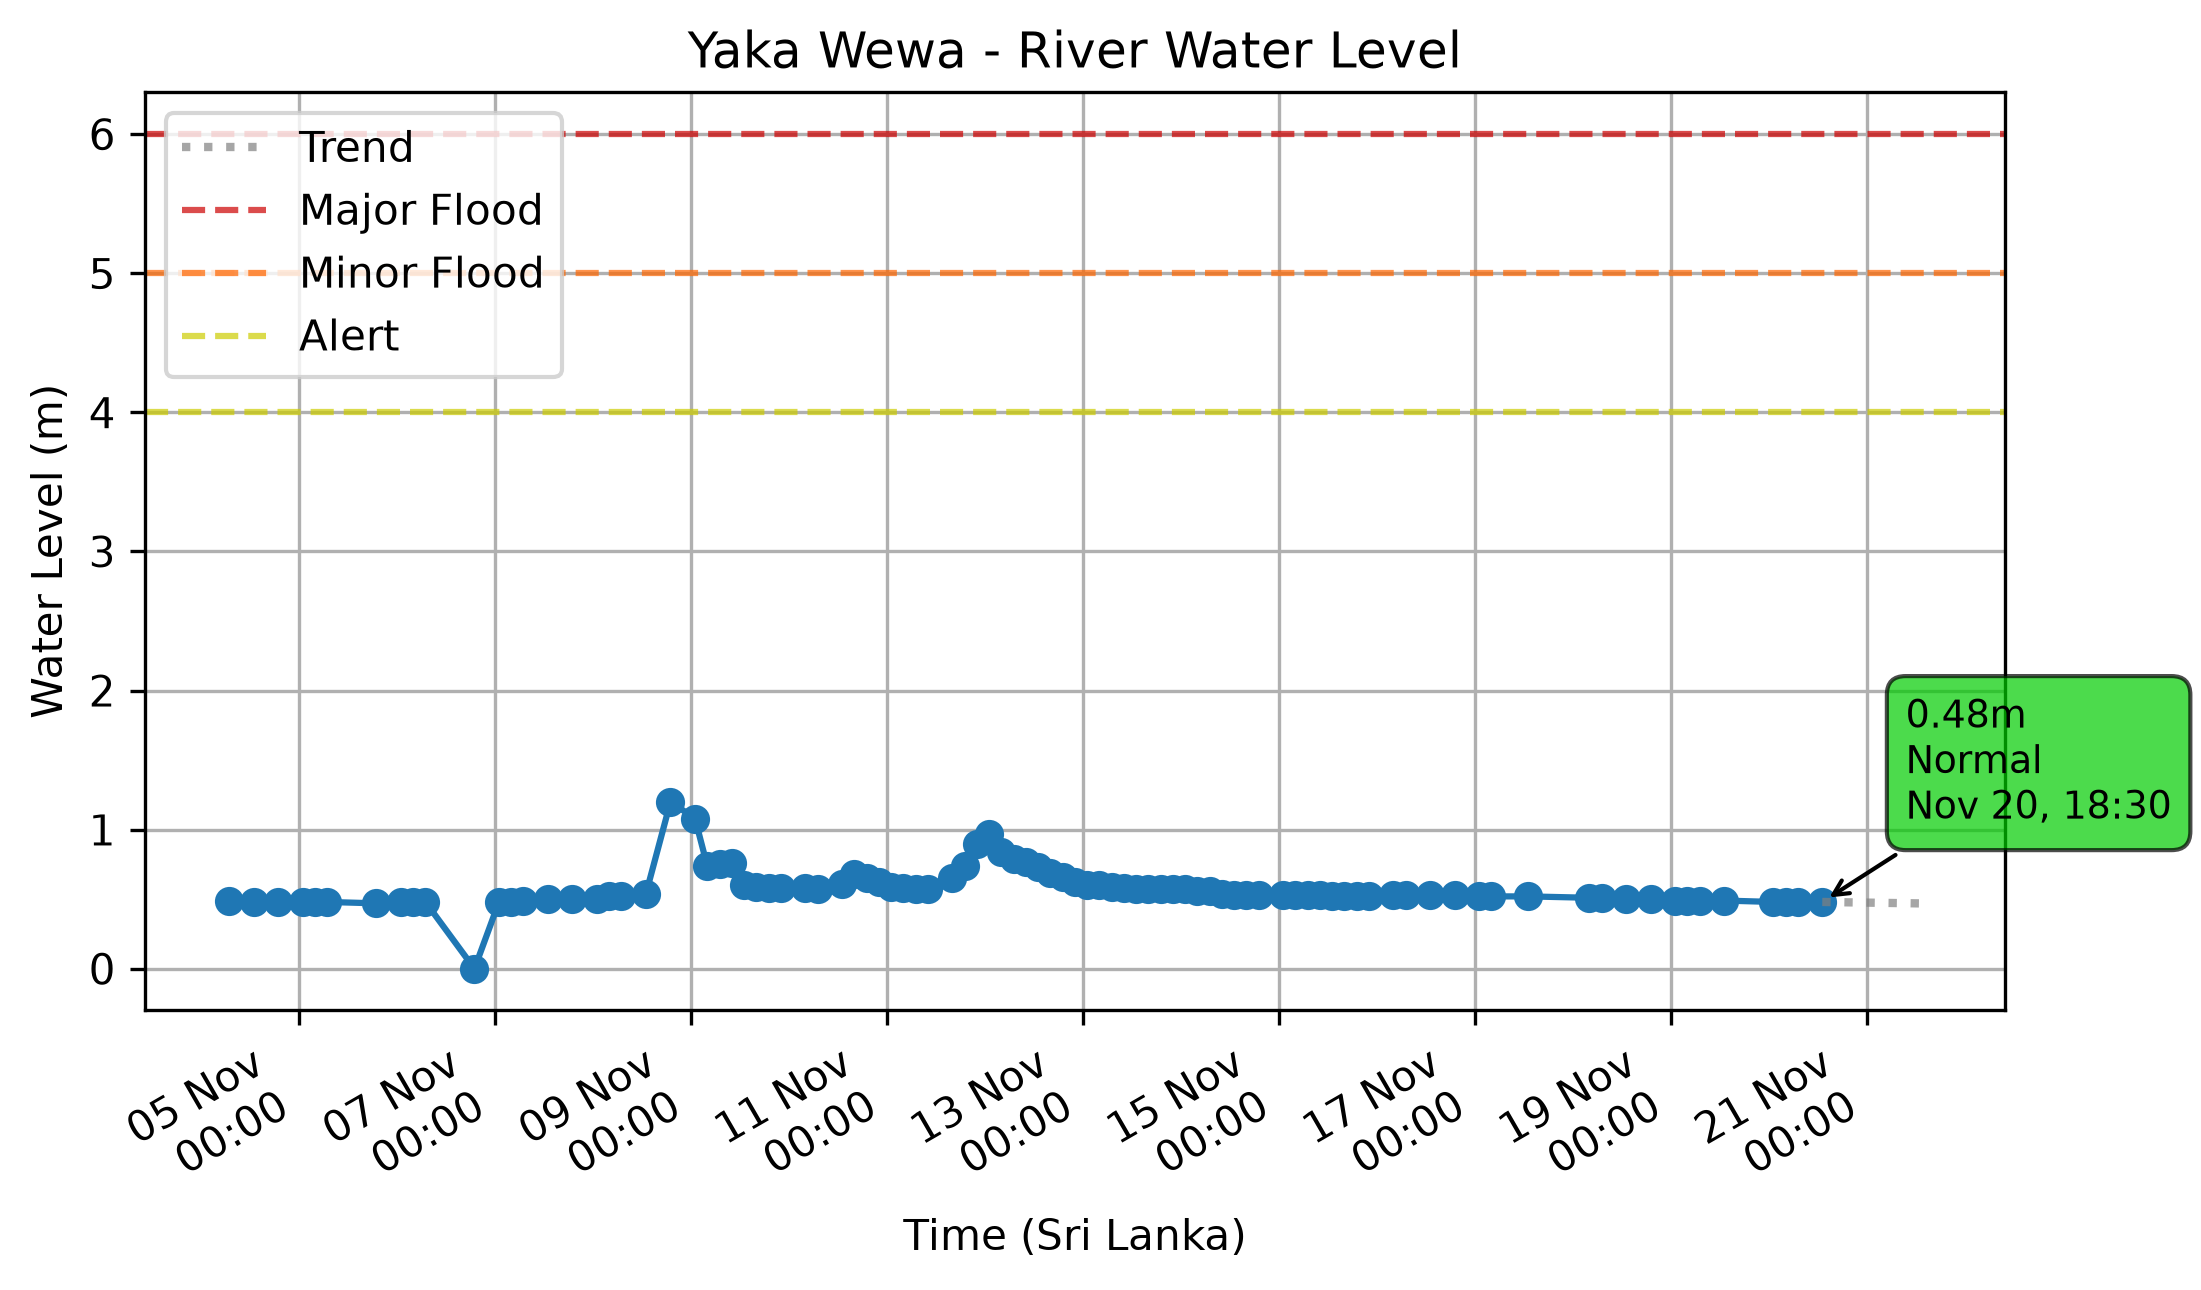 Yaka Wewa - River Water Level
Trend
Major Flood
Minor Flood
Alert
6
5
4
3
2
1
0
Water Level (m)
0.48m
Normal
Nov 20, 18:30
05 Nov
00:00
07 Nov
00:00
09 Nov
00:00
11 Nov
00:00
13 Nov
00:00
15 Nov
00:00
17 Nov
00:00
19 Nov
00:00
21 Nov
00:00
Time (Sri Lanka)